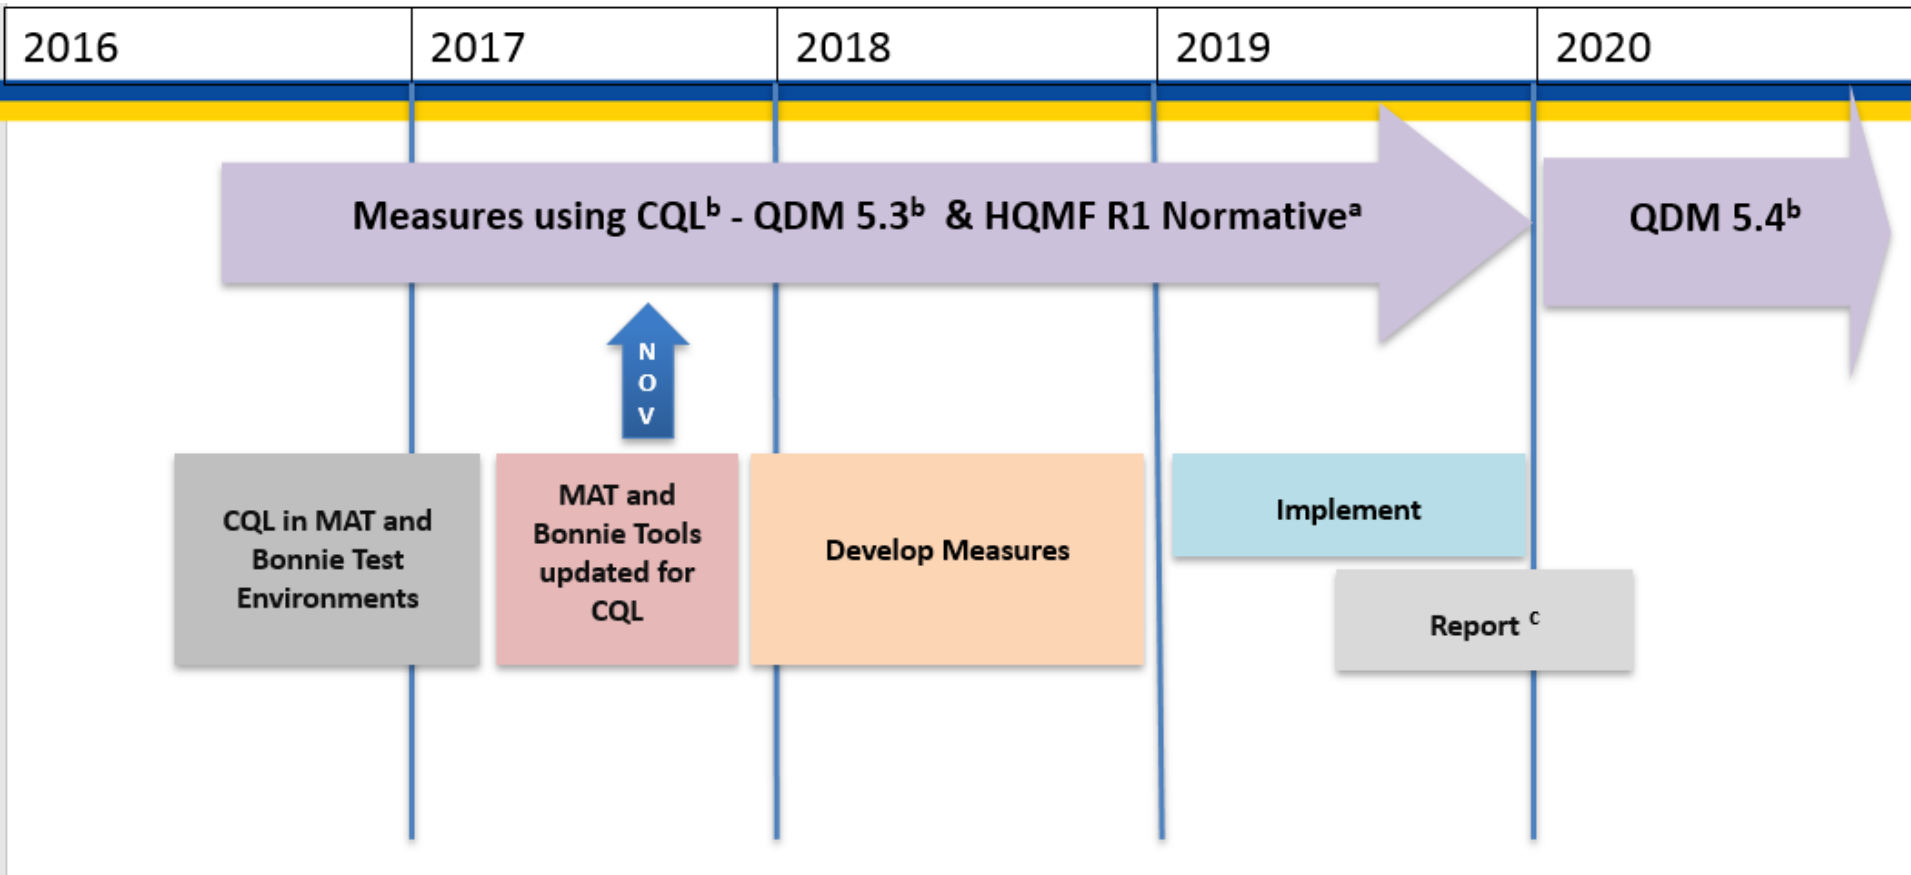 2016
2017
2018
2019
2020
Measures using CQLᵇ - QDM 5.3ᵇ & HQMF R1 Normativeᵃ
QDM 5.4ᵇ
N
O
V
CQL in MAT and
Bonnie Test
Environments
MAT and
Bonnie Tools
updated for
CQL
Develop Measures
Implement
Report ᶜ